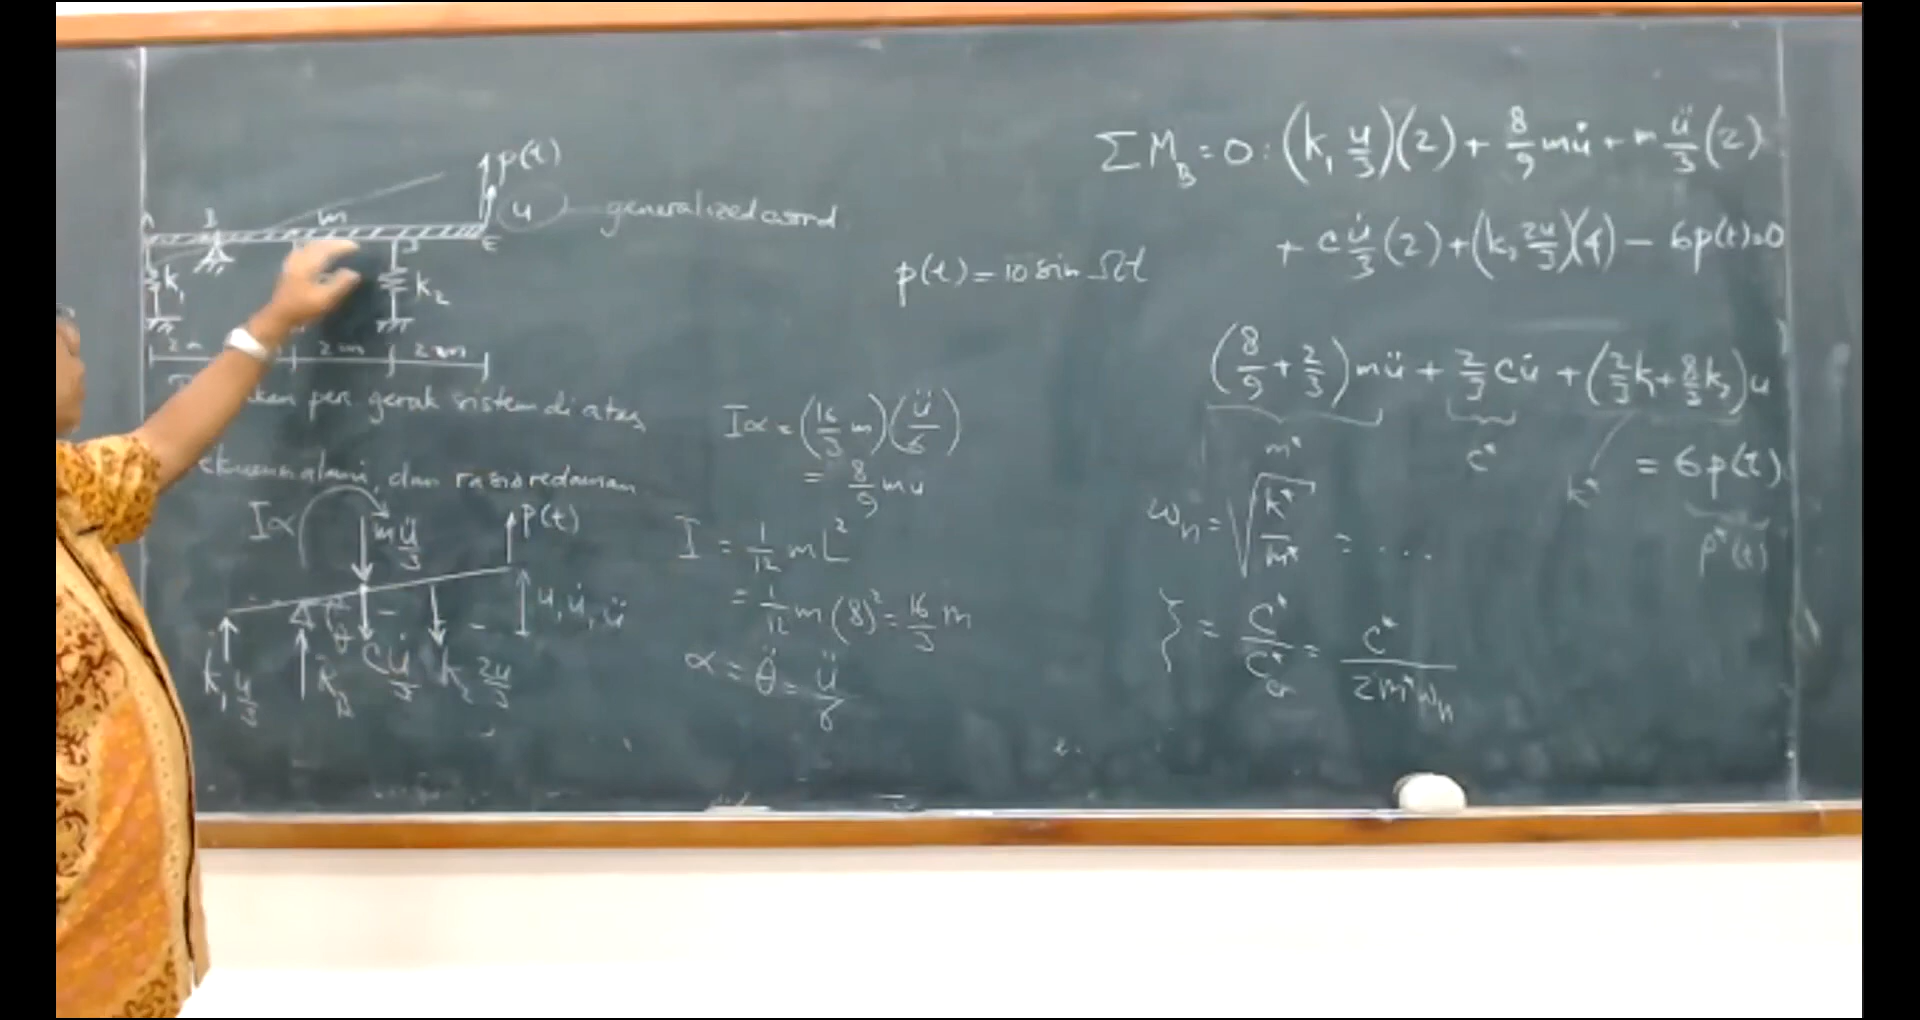 p(t)
u generalized coord
m
k₁
k₂
2m 2m
per. gerak sistem di atas,
dan rasio redaman
Iα
mü/3
p(t)
u, u̇, ü
k₁ u/3
cu̇/3
k₂ 2u/3
Iα = (16/3 m)(ü/6)
= 8/9 mü
I = 1/12 mL²
= 1/12 m(8)² = 16/3 m
α = θ̈ = ü/6
p(t) = 10 sin Ωt
ΣM_B = 0 : (k₁ u/3)(2) + 8/9 mü + m ü/3 (2)
+ c u̇/3 (2) + (k₂ 2u/3)(4) − 6p(t) = 0
(8/9 + 2/3) mü + 2/3 cu̇ + (2/3 k₁ + 8/3 k₂) u
m* c* k*
= 6p(t)
p*(t)
ωₙ = √(k*/m*) = ....
ξ = c*/c*cr = c*/(2m*ωₙ)